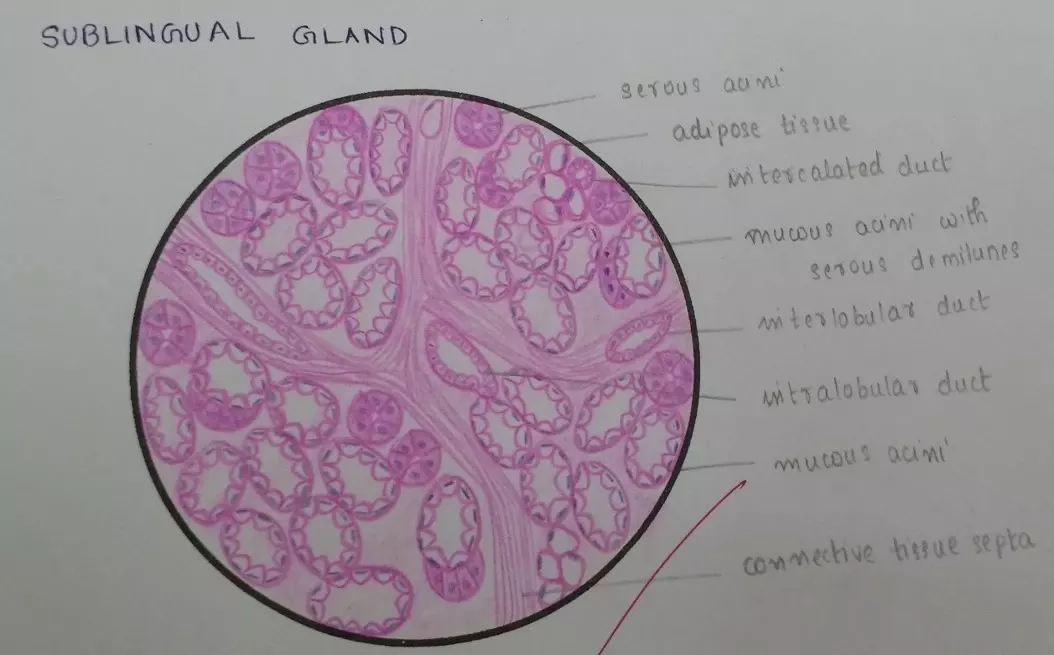 SUBLINGUAL GLAND
serous acini
adipose tissue
intercalated duct
mucous acini with
serous demilunes
interlobular duct
intralobular duct
mucous acini
connective tissue septa